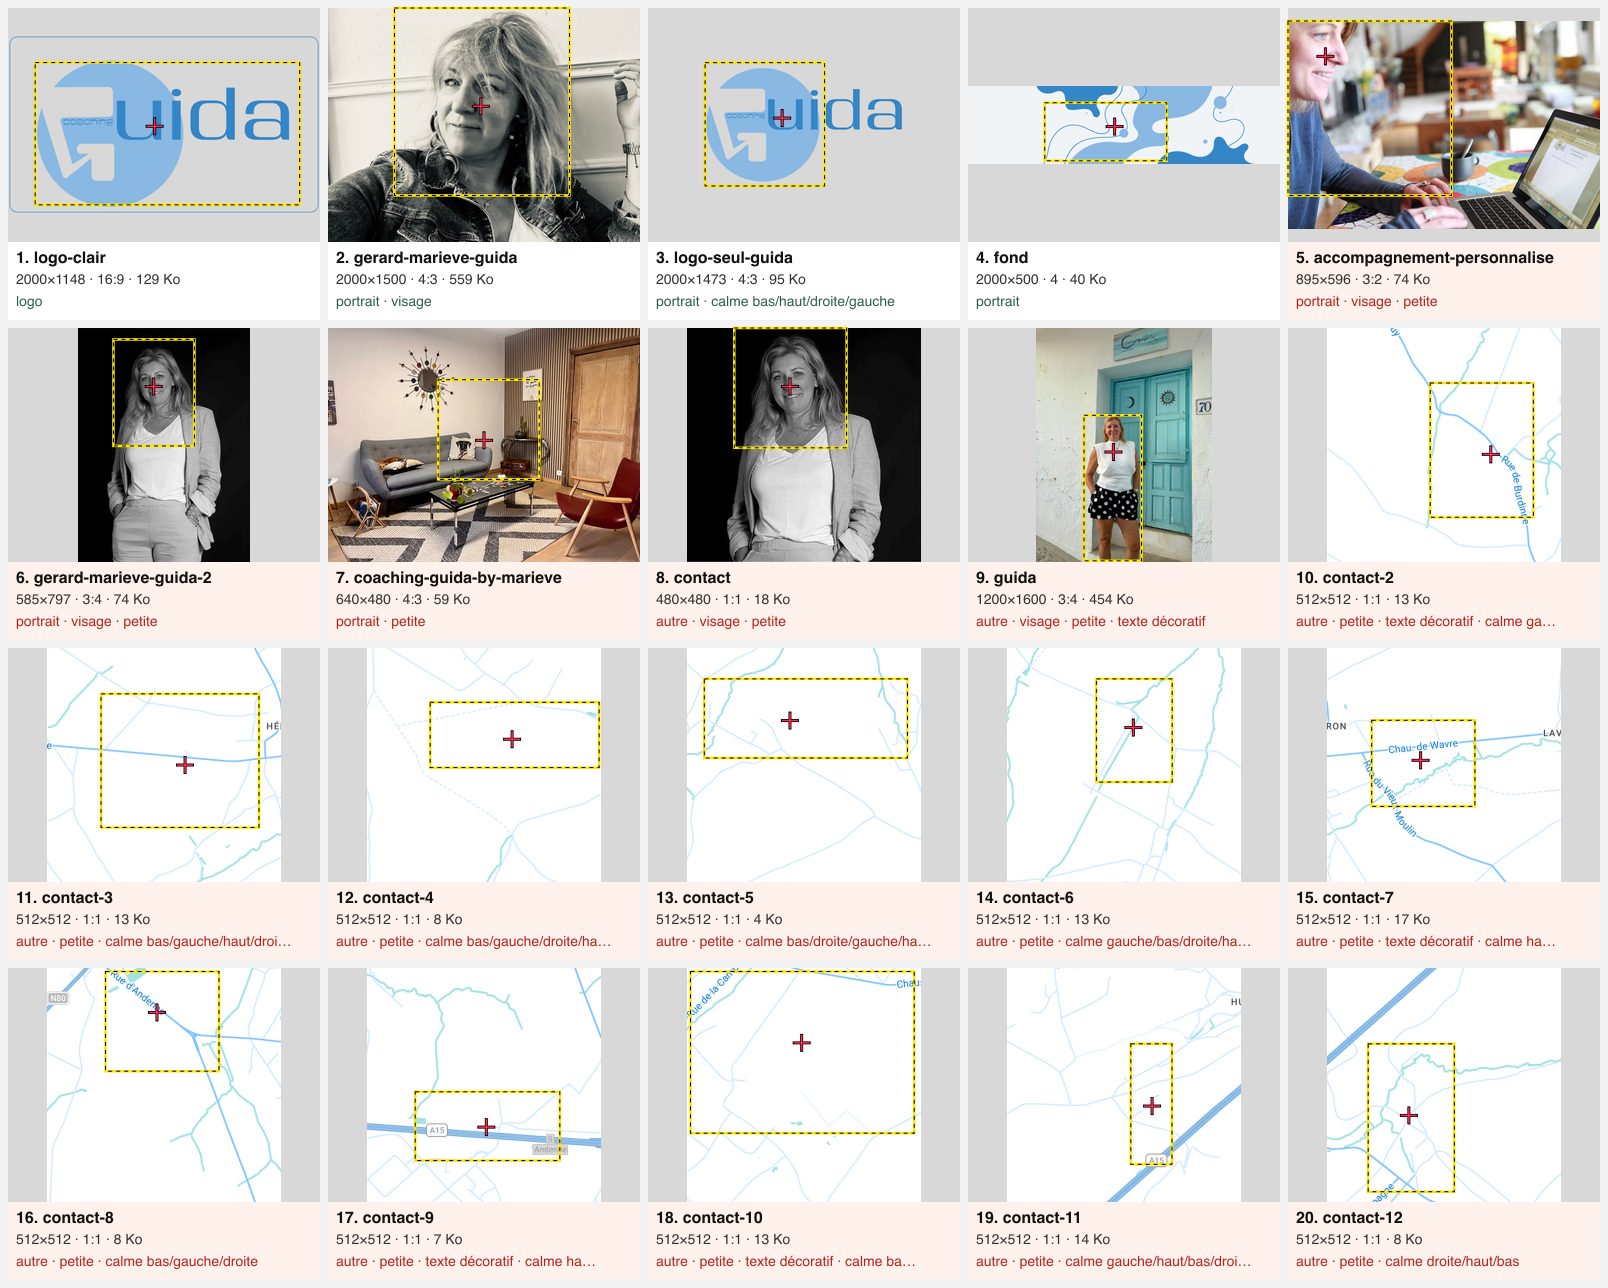 Guida
coaching
Guida
coaching
1. logo-clair
2000×1148 · 16:9 · 129 Ko
logo
2. gerard-marieve-guida
2000×1500 · 4:3 · 559 Ko
portrait · visage
3. logo-seul-guida
2000×1473 · 4:3 · 95 Ko
portrait · calme bas/haut/droite/gauche
4. fond
2000×500 · 4 · 40 Ko
portrait
5. accompagnement-personnalise
895×596 · 3:2 · 74 Ko
portrait · visage · petite
70
Rue de Burdinne
6. gerard-marieve-guida-2
585×797 · 3:4 · 74 Ko
portrait · visage · petite
7. coaching-guida-by-marieve
640×480 · 4:3 · 59 Ko
portrait · petite
8. contact
480×480 · 1:1 · 18 Ko
autre · visage · petite
9. guida
1200×1600 · 3:4 · 454 Ko
autre · visage · petite · texte décoratif
10. contact-2
512×512 · 1:1 · 13 Ko
autre · petite · texte décoratif · calme ga…
HÉ
e
RON
LAV
Chau. de Wavre
Rue du Vieux Moulin
11. contact-3
512×512 · 1:1 · 13 Ko
autre · petite · calme bas/gauche/haut/droi…
12. contact-4
512×512 · 1:1 · 8 Ko
autre · petite · calme bas/gauche/droite/ha…
13. contact-5
512×512 · 1:1 · 4 Ko
autre · petite · calme bas/droite/gauche/ha…
14. contact-6
512×512 · 1:1 · 13 Ko
autre · petite · calme gauche/bas/droite/ha…
15. contact-7
512×512 · 1:1 · 17 Ko
autre · petite · texte décoratif · calme ha…
N80
Rue d'Anden
A15
9
Andenne
Rue de la Cam
Chau
HU
A15
pagne
16. contact-8
512×512 · 1:1 · 8 Ko
autre · petite · calme bas/gauche/droite
17. contact-9
512×512 · 1:1 · 7 Ko
autre · petite · texte décoratif · calme ha…
18. contact-10
512×512 · 1:1 · 13 Ko
autre · petite · texte décoratif · calme ba…
19. contact-11
512×512 · 1:1 · 14 Ko
autre · petite · calme gauche/haut/bas/droi…
20. contact-12
512×512 · 1:1 · 8 Ko
autre · petite · calme droite/haut/bas